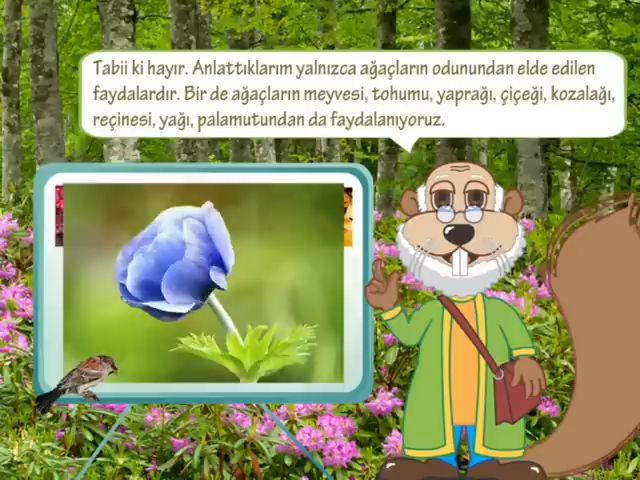 Tabii ki hayır. Anlattıklarım yalnızca ağaçların odunundan elde edilen
faydalardır. Bir de ağaçların meyvesi, tohumu, yaprağı, çiçeği, kozalağı,
reçinesi, yağı, palamutundan da faydalanıyoruz.